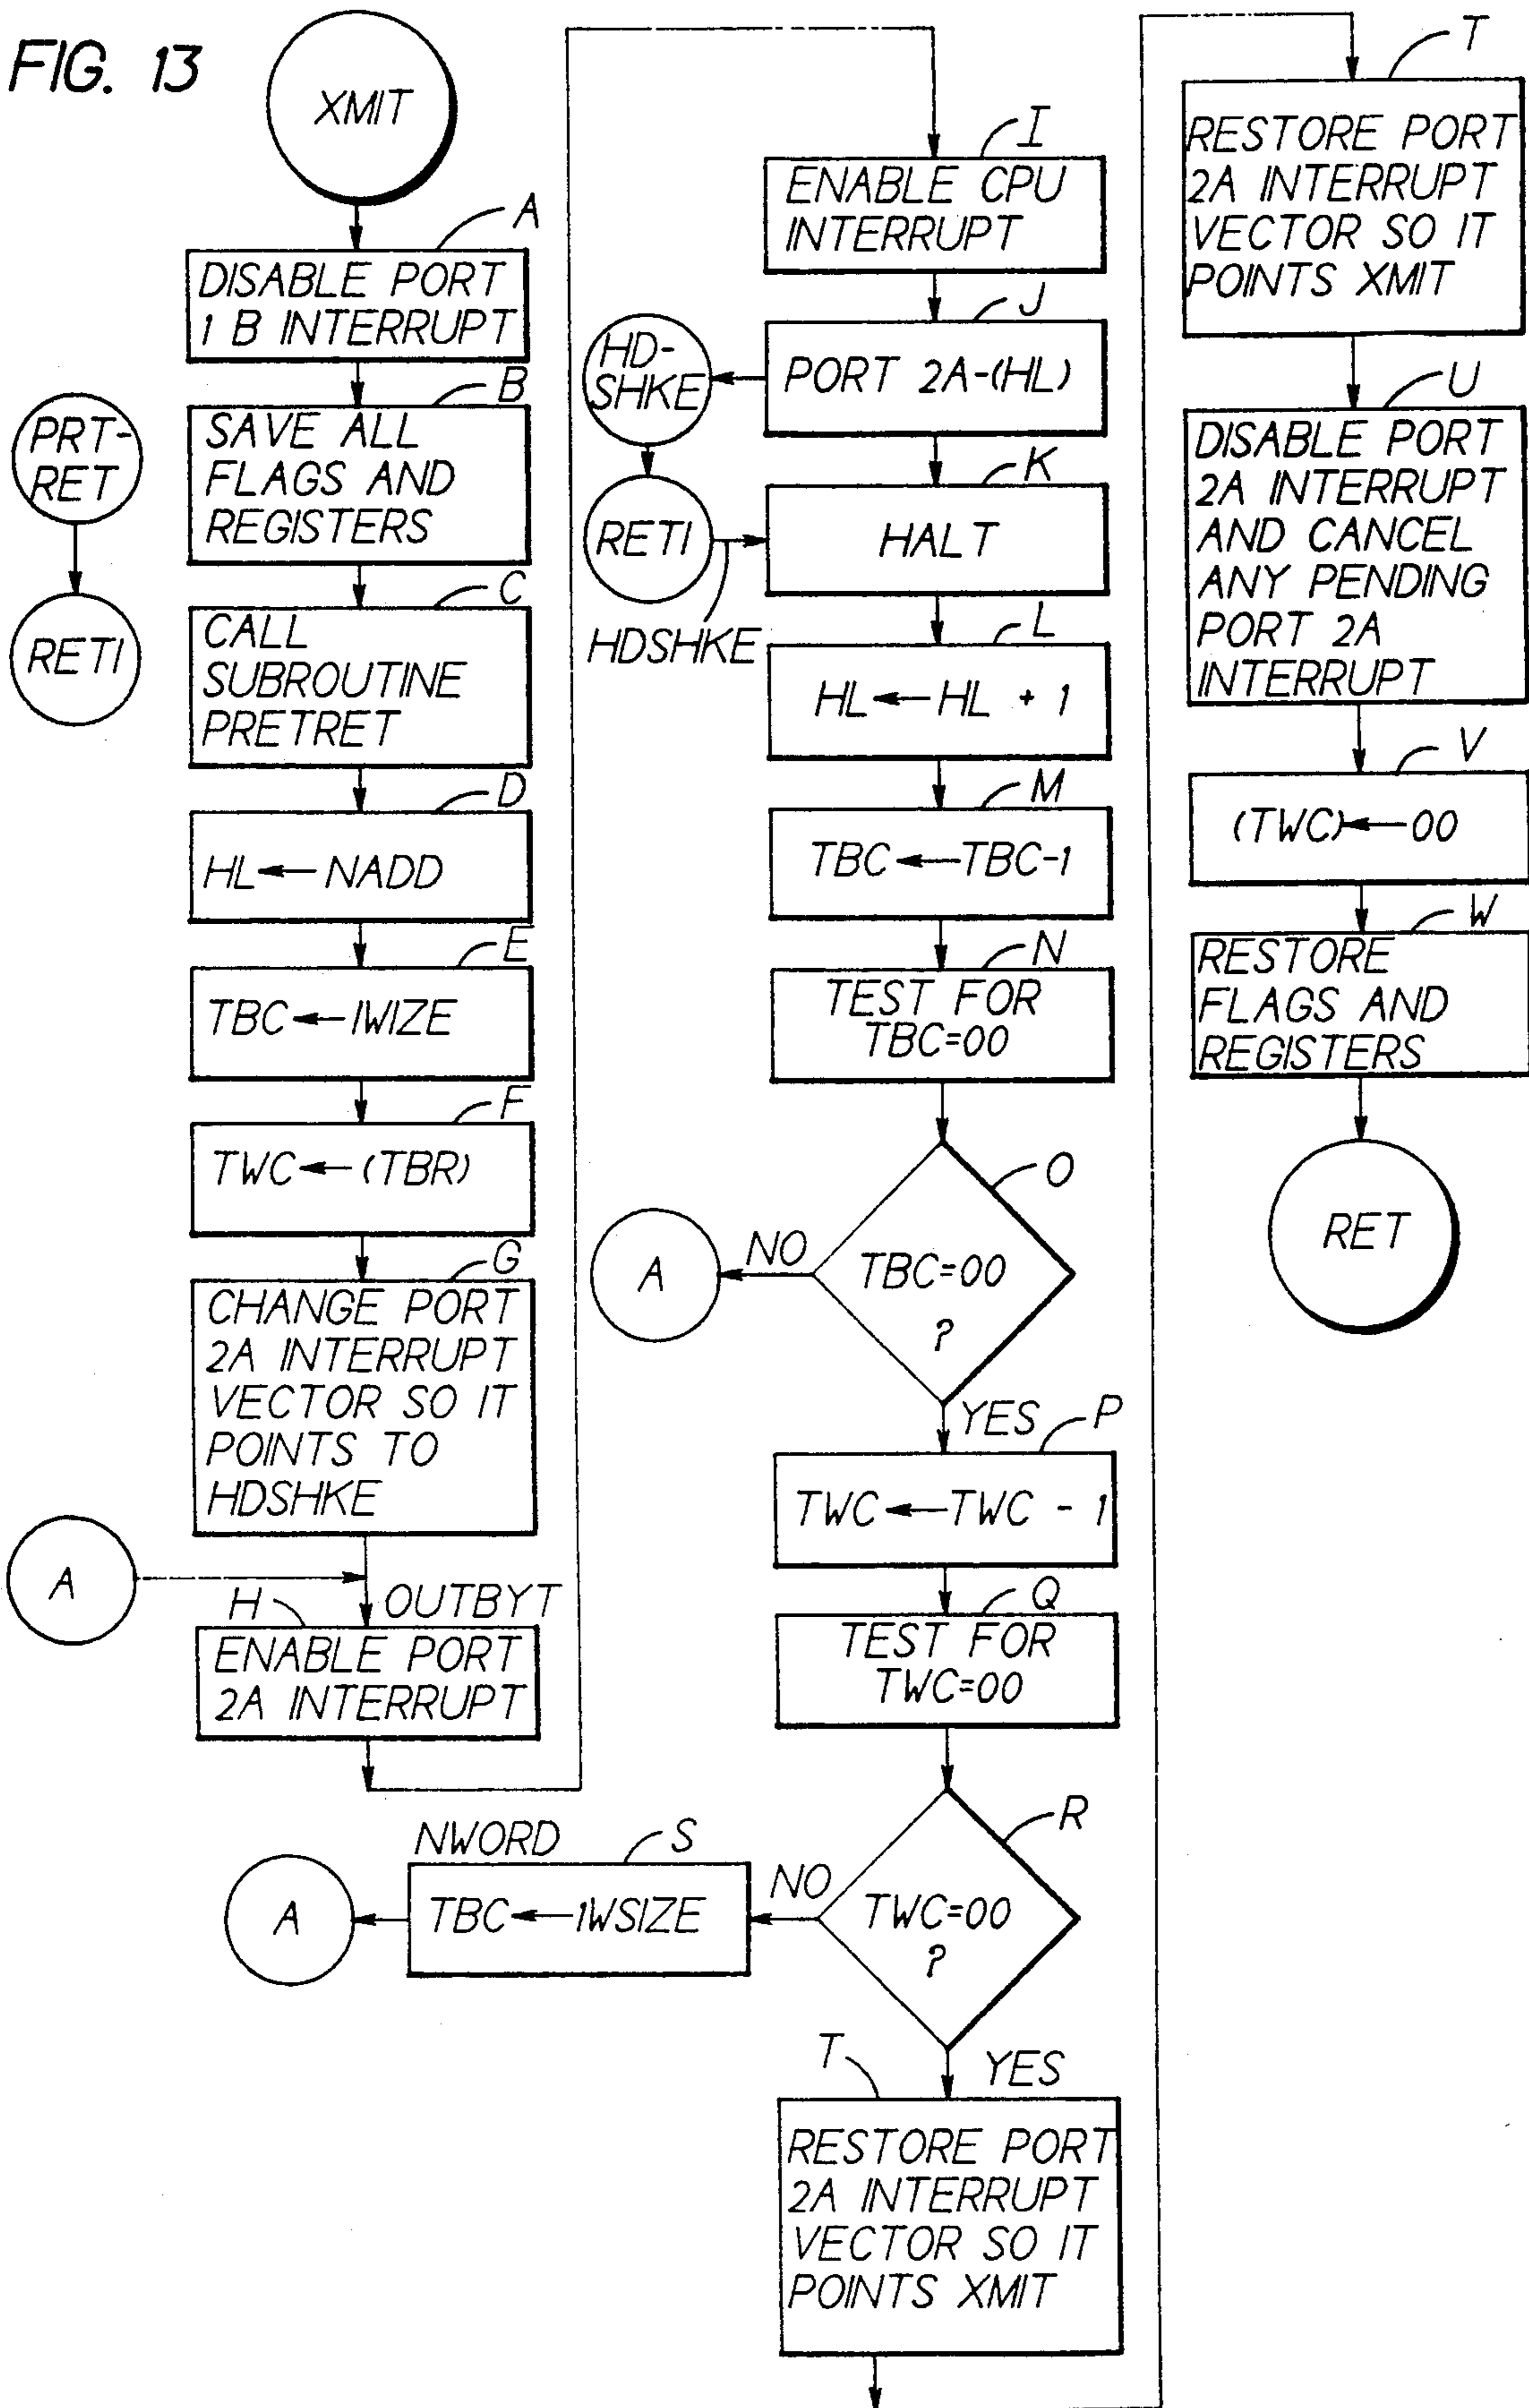 FIG. 13
XMIT
A
DISABLE PORT
1 B INTERRUPT
PRT-
RET
RETI
B
SAVE ALL
FLAGS AND
REGISTERS
C
CALL
SUBROUTINE
PRETRET
D
HL←NADD
E
TBC←IWIZE
F
TWC←(TBR)
G
CHANGE PORT
2A INTERRUPT
VECTOR SO IT
POINTS TO
HDSHKE
A
H
OUTBYT
ENABLE PORT
2A INTERRUPT
I
ENABLE CPU
INTERRUPT
J
PORT 2A-(HL)
HD-
SHKE
RETI
HDSHKE
K
HALT
L
HL←HL + 1
M
TBC←TBC-1
N
TEST FOR
TBC=00
O
TBC=00
?
NO
A
YES
P
TWC←TWC - 1
Q
TEST FOR
TWC=00
R
TWC=00
?
NO
NWORD
S
TBC←1WSIZE
A
YES
T
RESTORE PORT
2A INTERRUPT
VECTOR SO IT
POINTS XMIT
T
RESTORE PORT
2A INTERRUPT
VECTOR SO IT
POINTS XMIT
U
DISABLE PORT
2A INTERRUPT
AND CANCEL
ANY PENDING
PORT 2A
INTERRUPT
V
(TWC)←00
W
RESTORE
FLAGS AND
REGISTERS
RET